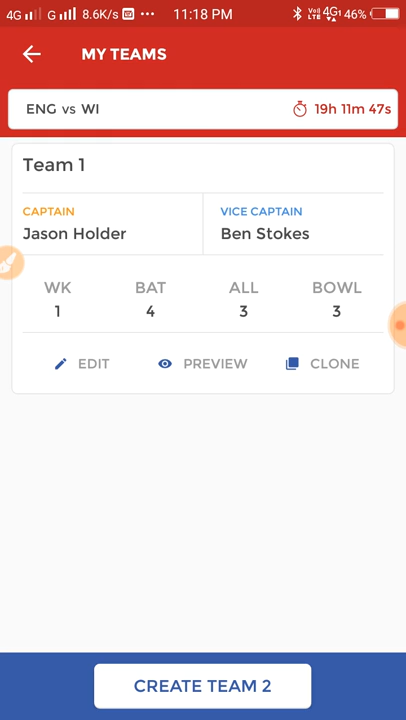 4G G 8.6K/s ... 11:18 PM VoD LTE 4G 46%
MY TEAMS
ENG vs WI 19h 11m 47s
Team 1
CAPTAIN VICE CAPTAIN
Jason Holder Ben Stokes
WK BAT ALL BOWL
1 4 3 3
EDIT PREVIEW CLONE
CREATE TEAM 2